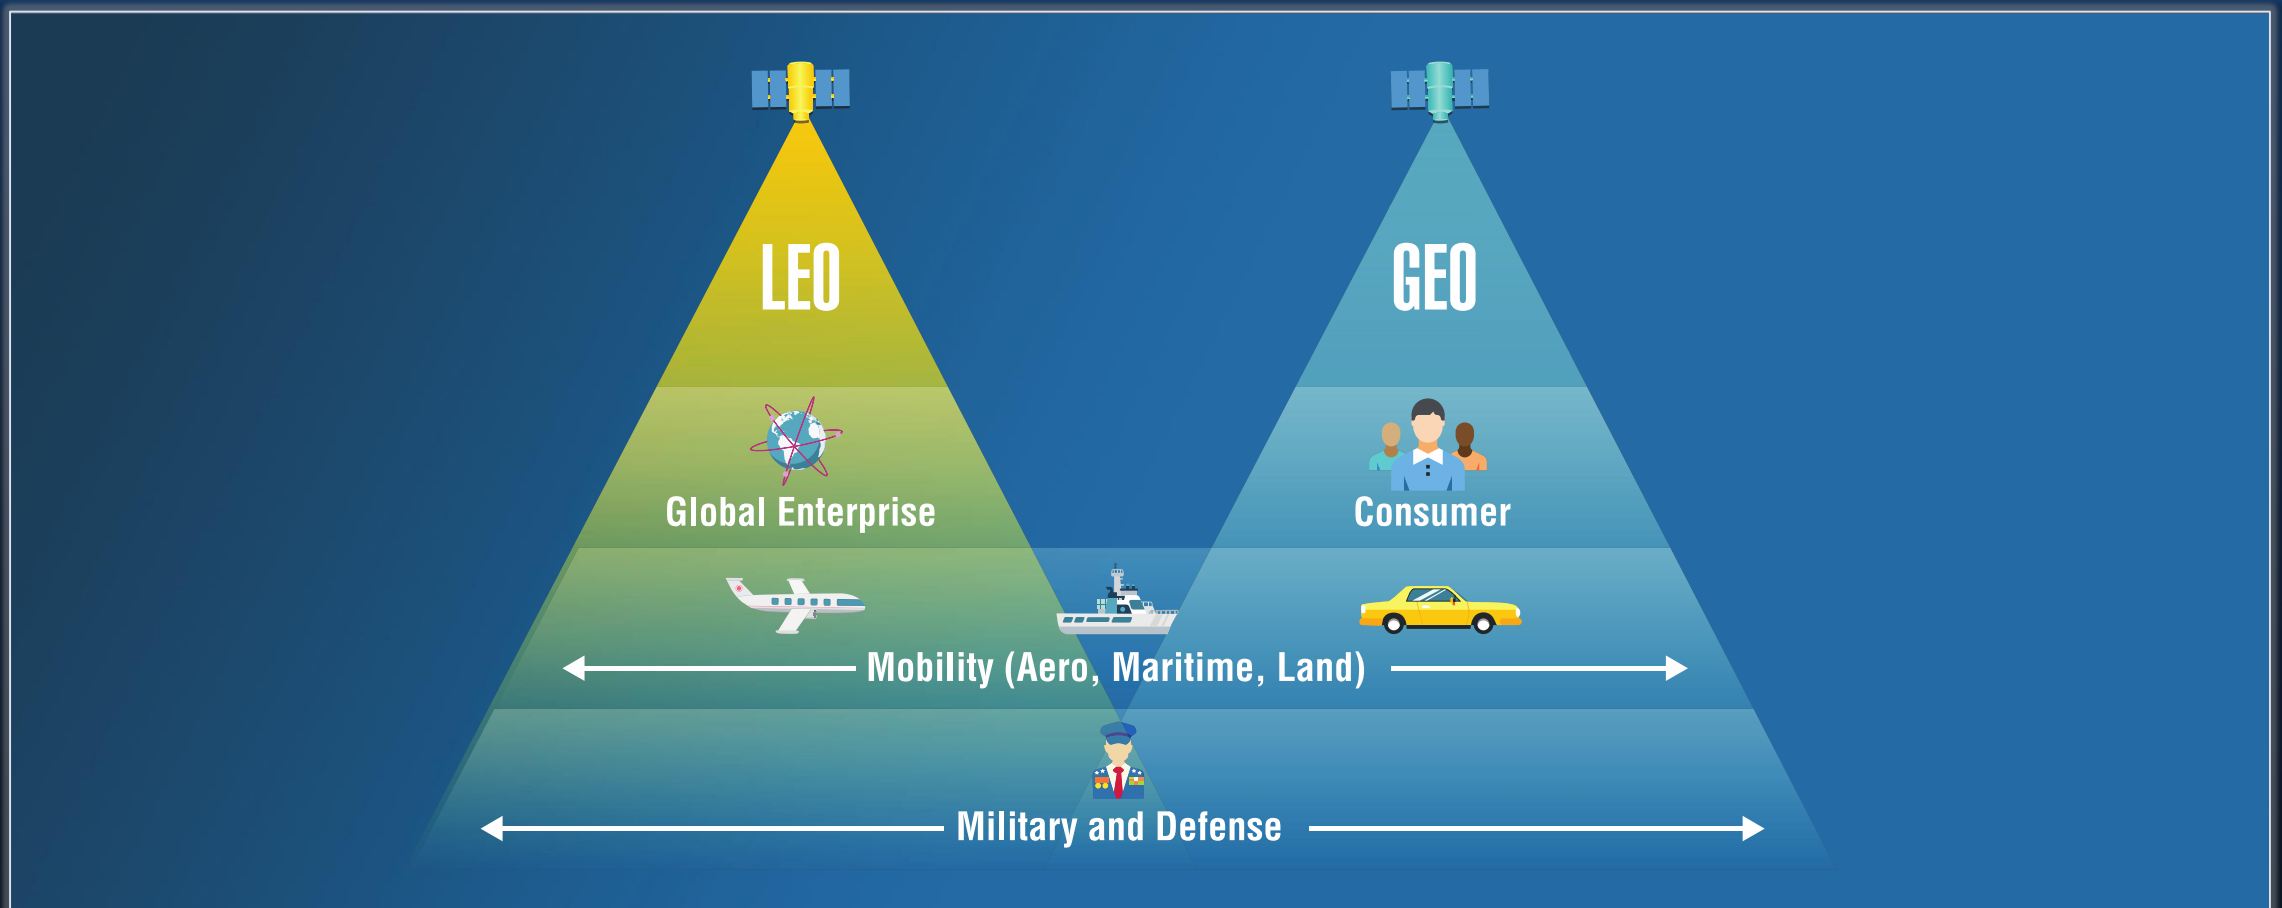 LEO
GEO
Global Enterprise
Consumer
Mobility (Aero, Maritime, Land)
Military and Defense